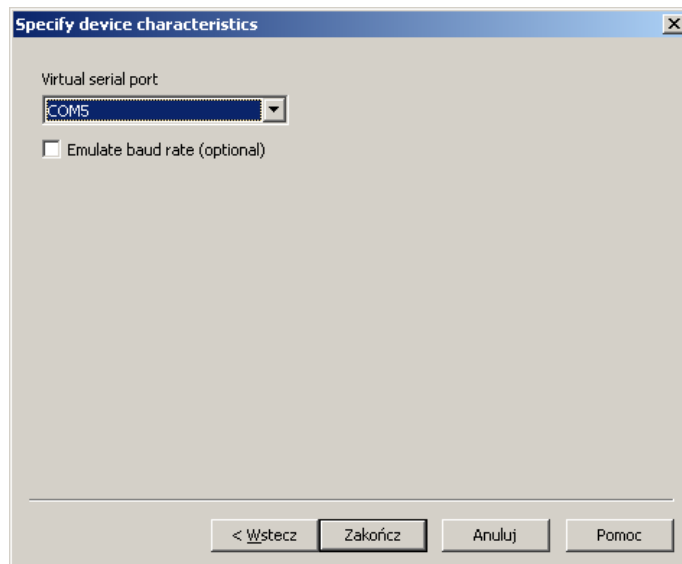 Specify device characteristics
Virtual serial port
COM5
Emulate baud rate (optional)
< Wstecz Zakończ Anuluj Pomoc